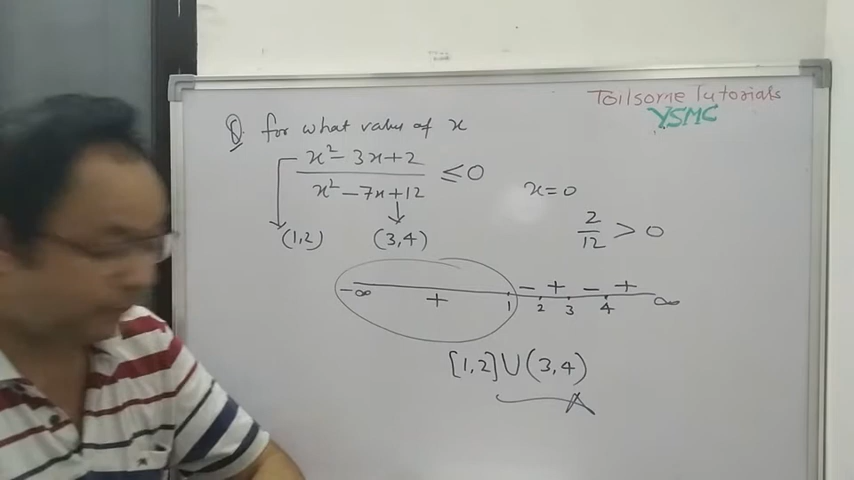 Toilsome Tutorials
YSMC
Q for what value of x
x² - 3x + 2 / x² - 7x + 12 ≤ 0
x = 0
2/12 > 0
(1,2) (3,4)
- + - +
-∞ + 1 2 3 4 ∞
[1,2] ∪ (3,4)